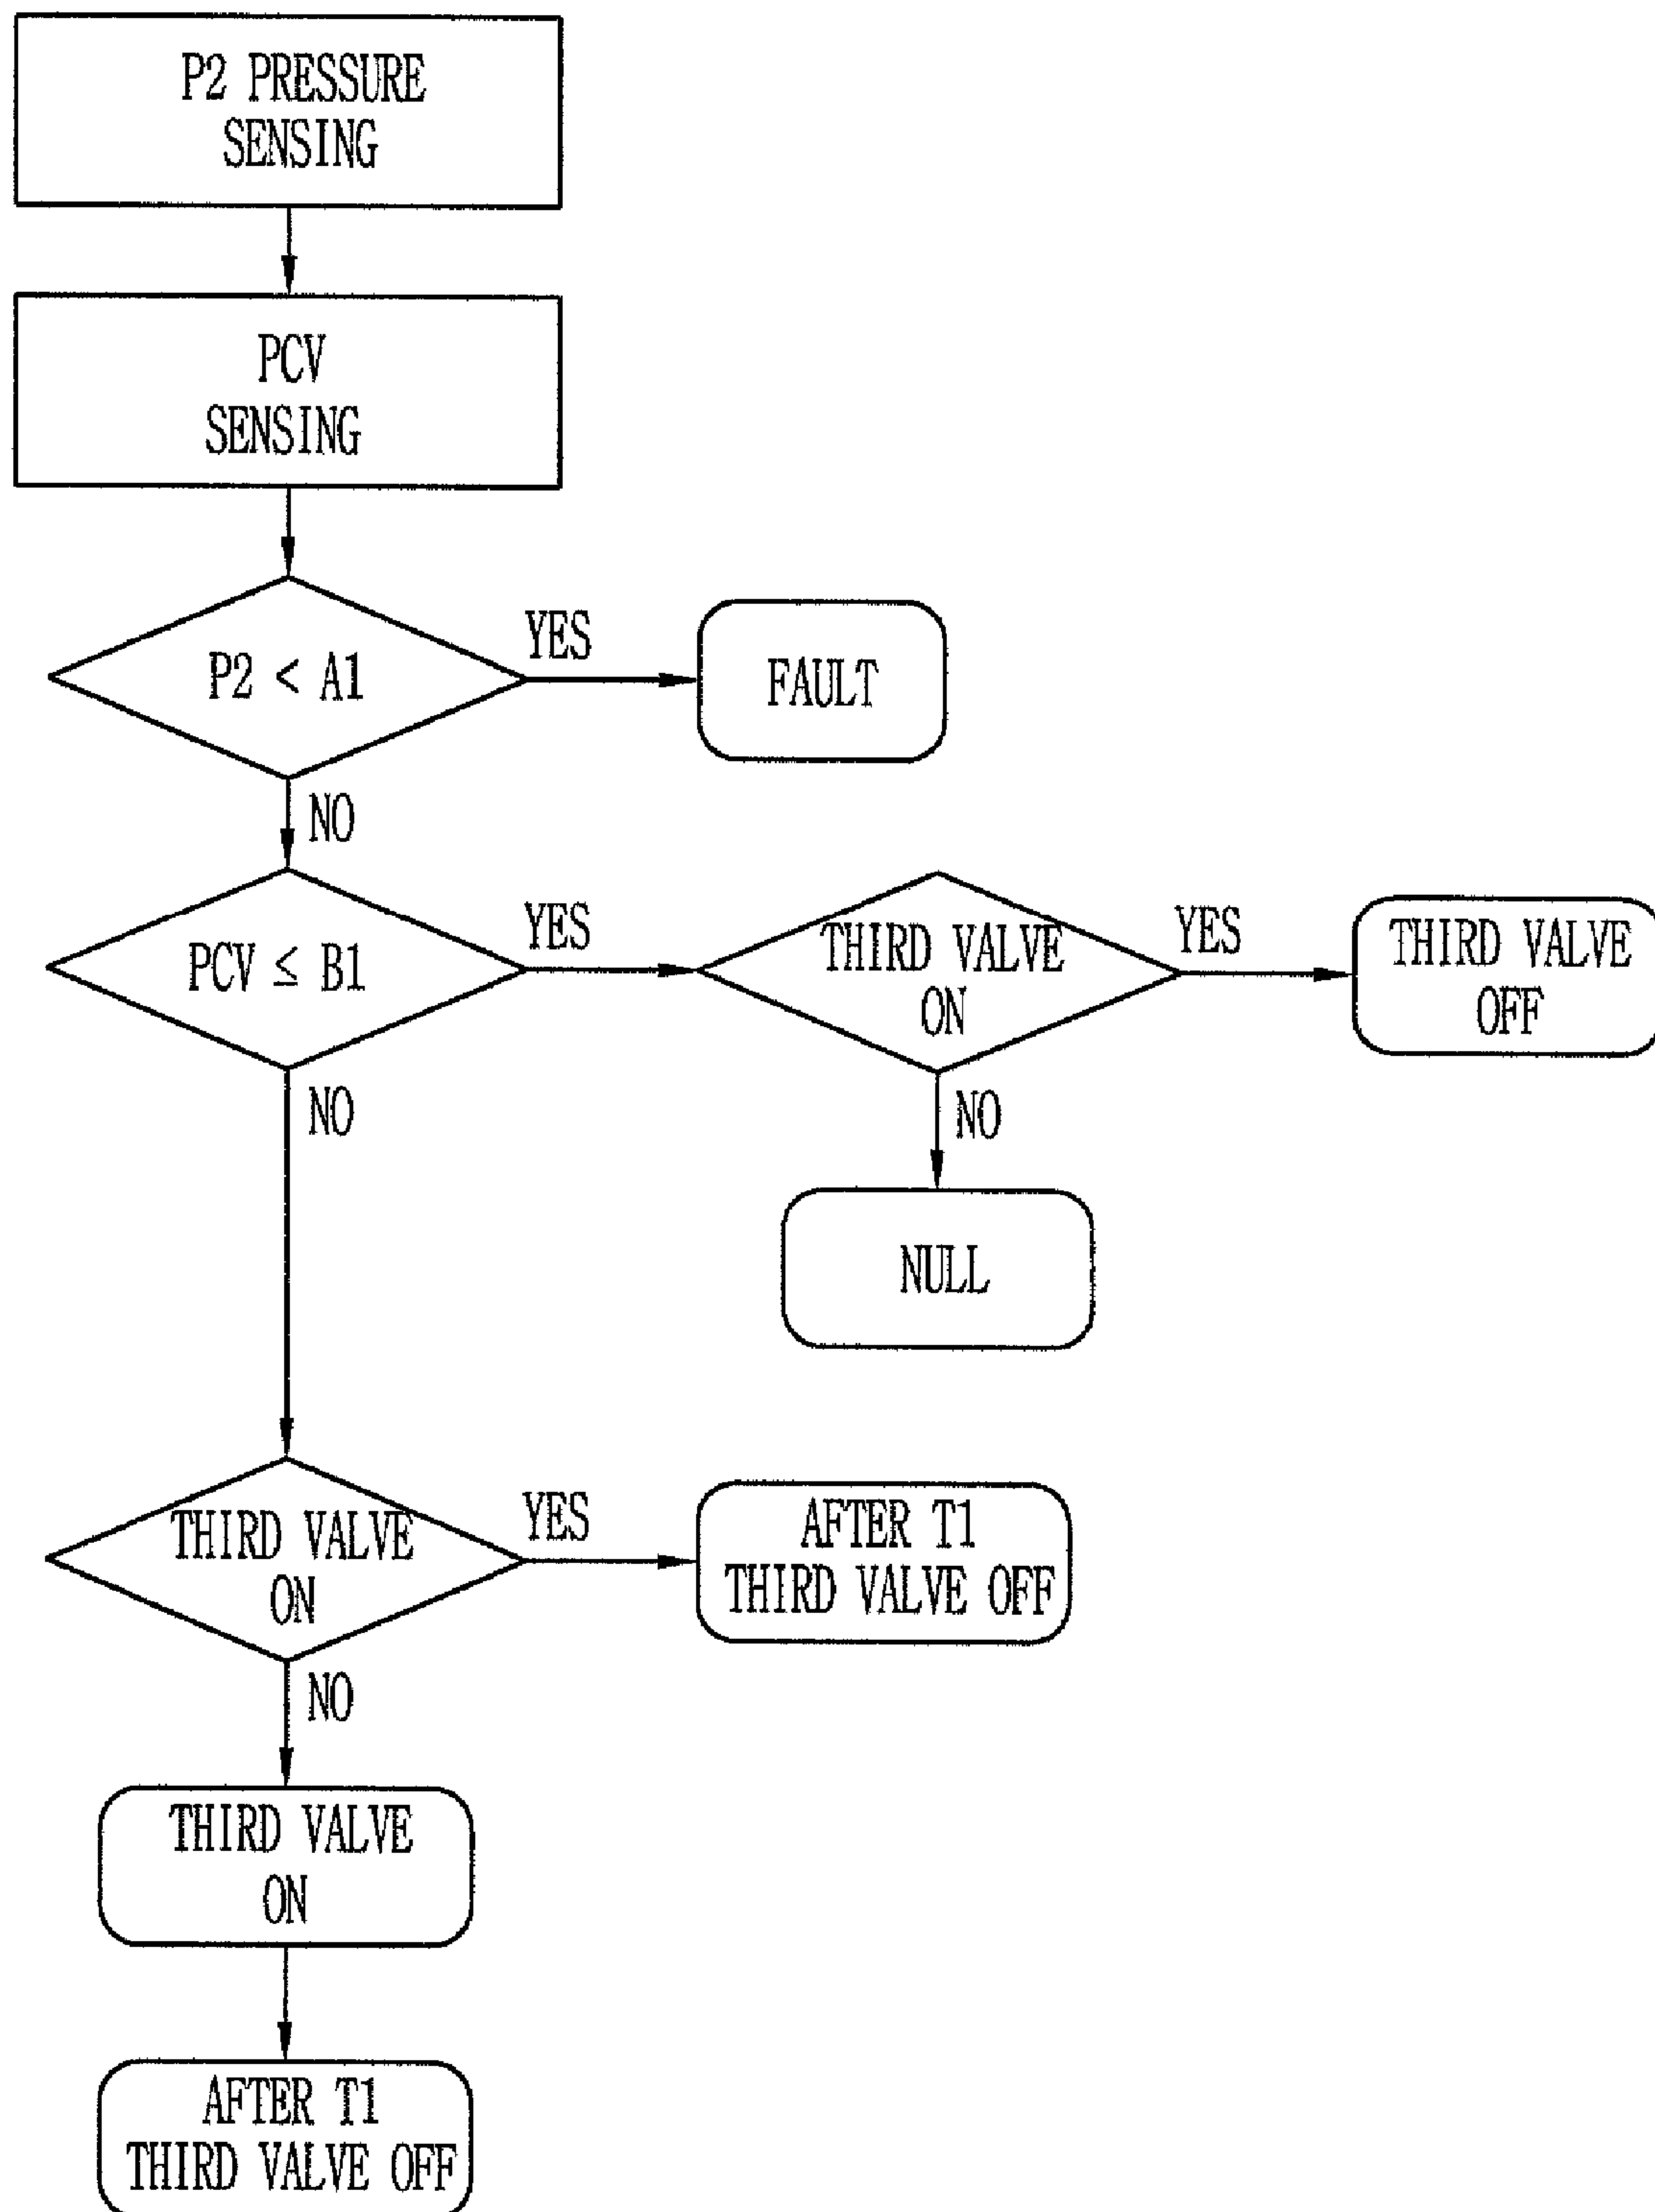 P2 PRESSURE
SENSING
PCV
SENSING
P2 < A1
YES
FAULT
NO
PCV ≤ B1
YES
THIRD VALVE
ON
YES
THIRD VALVE
OFF
NO
NO
NULL
THIRD VALVE
ON
YES
AFTER T1
THIRD VALVE OFF
NO
THIRD VALVE
ON
AFTER T1
THIRD VALVE OFF